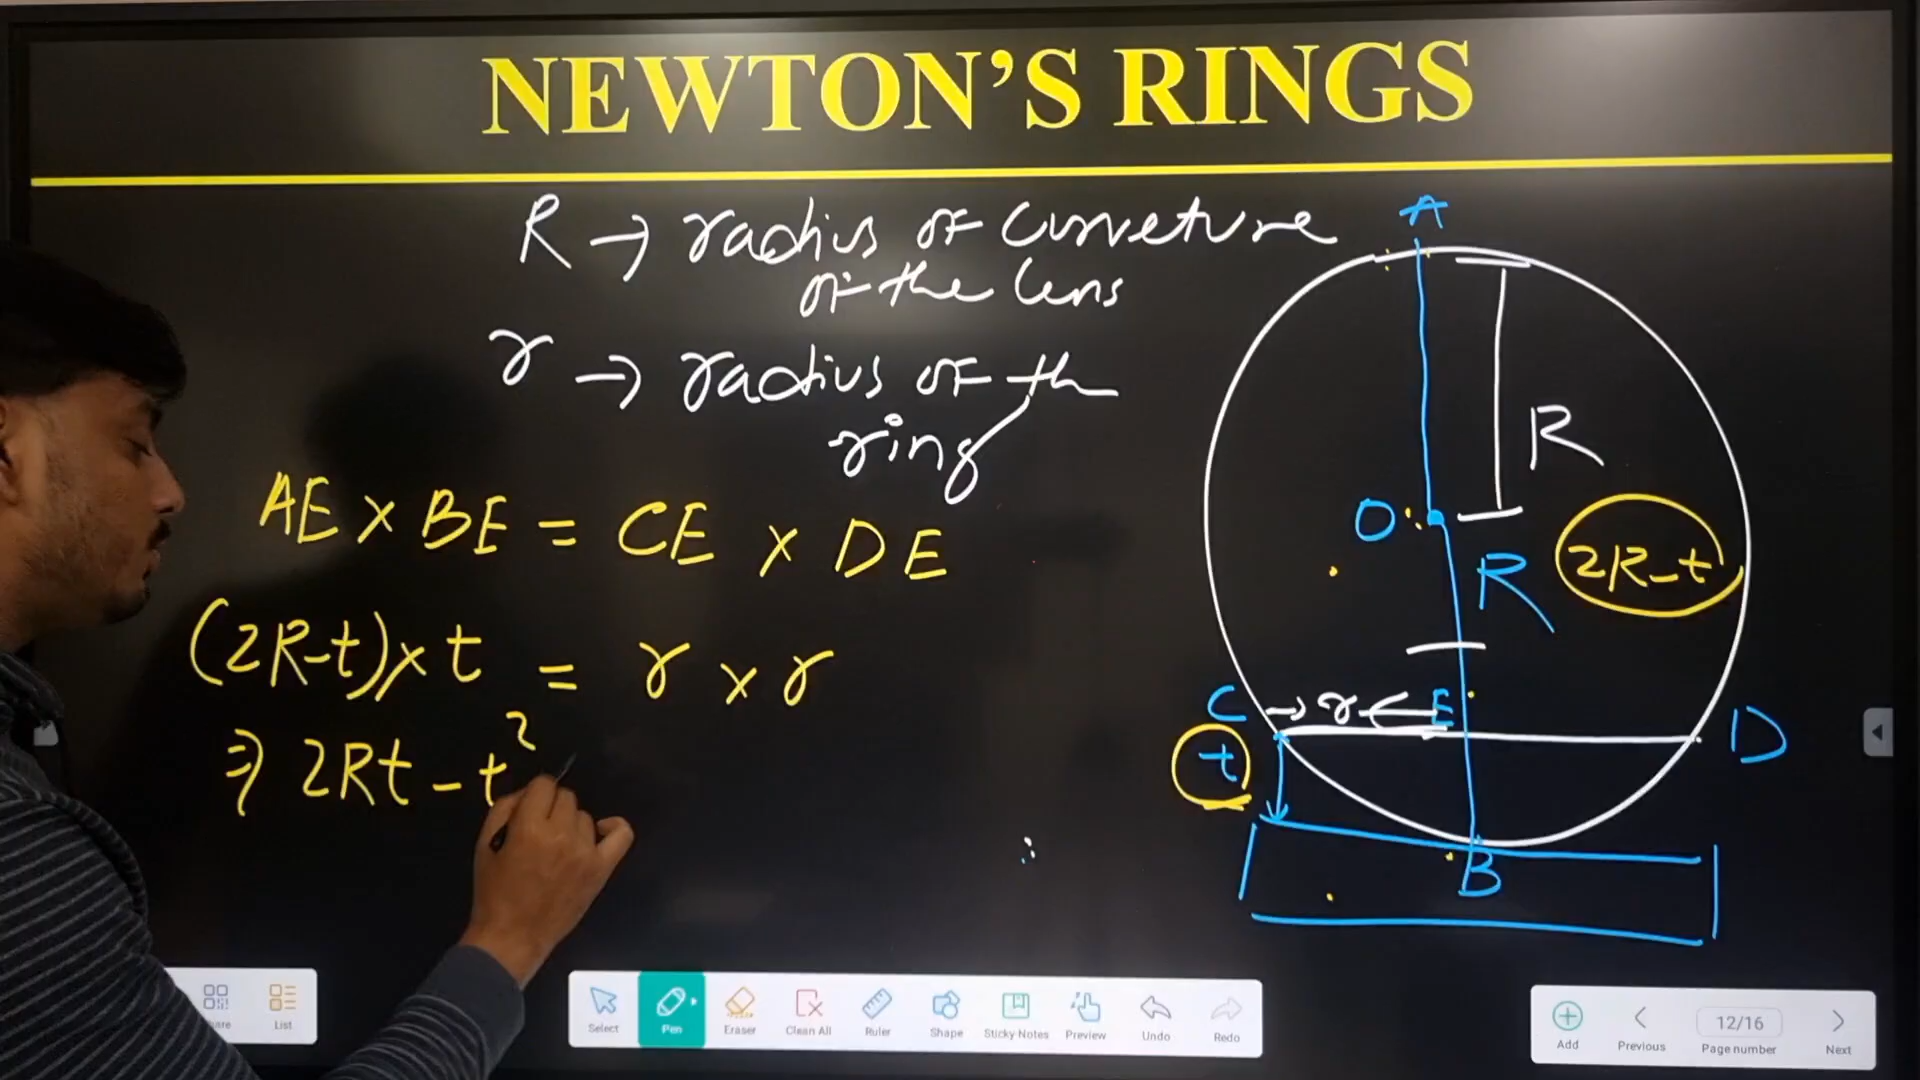 NEWTON'S RINGS
R → radius of Curveture
of the lens
r → radius of th
ring
AE × BE = CE × DE
(2R-t)×t = r × r
⇒ 2Rt - t²
A
R
O
R
2R-t
C → r ← E
D
t
B
List
Select
Pen
Eraser
Clean All
Ruler
Shape
Sticky Notes
Preview
Undo
Redo
Add
Previous
12/16
Page number
Next